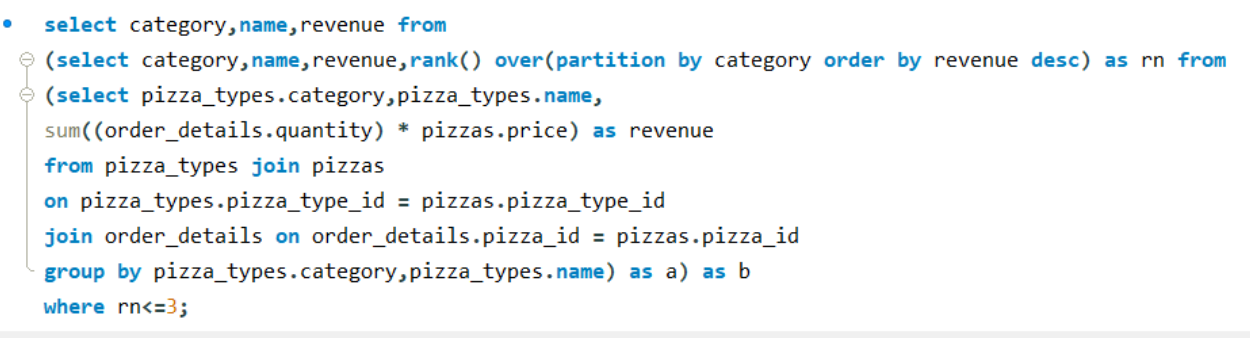 select category,name,revenue from
(select category,name,revenue,rank() over(partition by category order by revenue desc) as rn from
(select pizza_types.category,pizza_types.name,
sum((order_details.quantity) * pizzas.price) as revenue
from pizza_types join pizzas
on pizza_types.pizza_type_id = pizzas.pizza_type_id
join order_details on order_details.pizza_id = pizzas.pizza_id
group by pizza_types.category,pizza_types.name) as a) as b
where rn<=3;